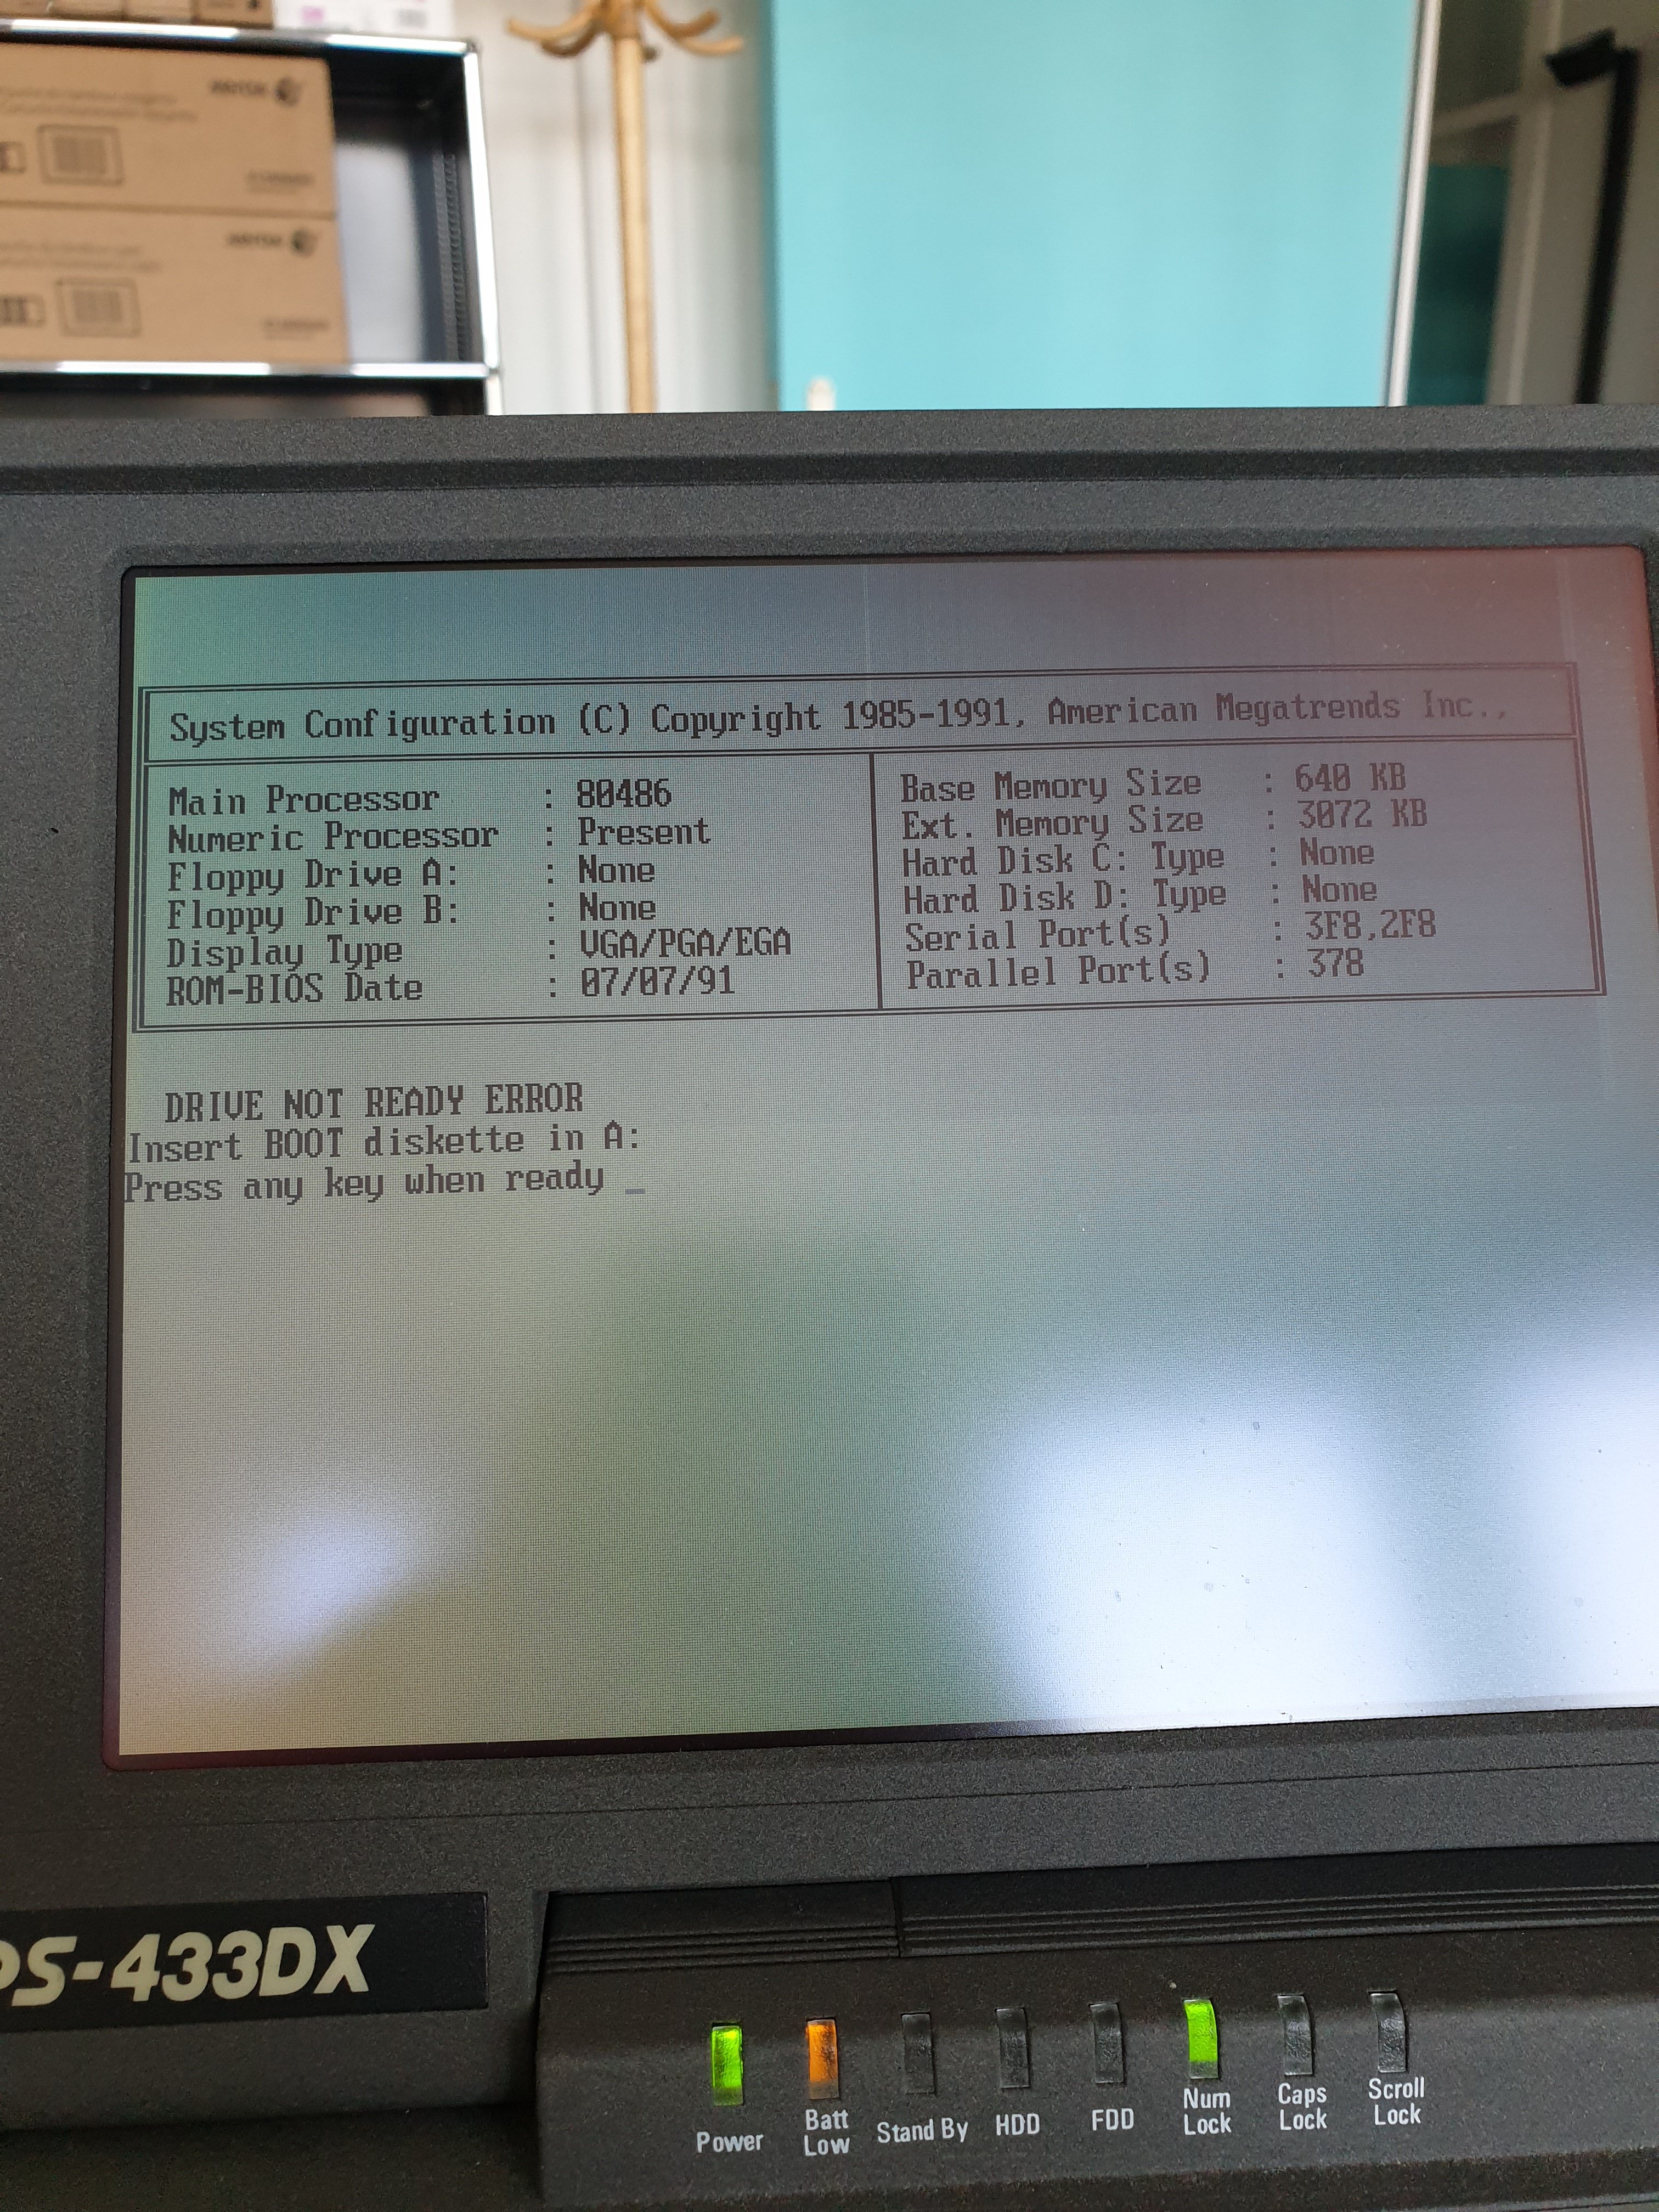 XEROX
XEROX
System Configuration (C) Copyright 1985-1991, American Megatrends Inc.,
Main Processor : 80486
Numeric Processor : Present
Floppy Drive A: : None
Floppy Drive B: : None
Display Type : VGA/PGA/EGA
ROM-BIOS Date : 07/07/91
Base Memory Size : 640 KB
Ext. Memory Size : 3072 KB
Hard Disk C: Type : None
Hard Disk D: Type : None
Serial Port(s) : 3F8,2F8
Parallel Port(s) : 378
DRIVE NOT READY ERROR
Insert BOOT diskette in A:
Press any key when ready _
S-433DX
Power
Batt Low
Stand By
HDD
FDD
Num Lock
Caps Lock
Scroll Lock